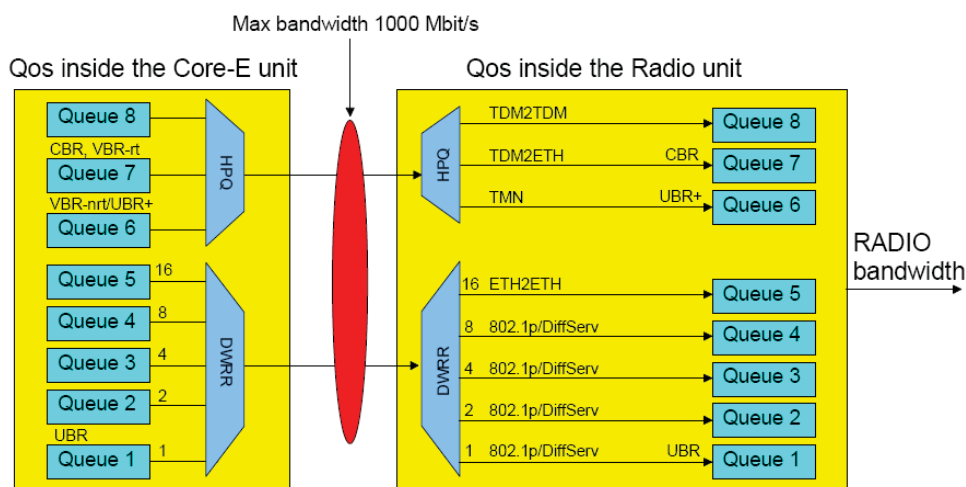 Max bandwidth 1000 Mbit/s
Qos inside the Core-E unit
Qos inside the Radio unit
Queue 8
CBR, VBR-rt
Queue 7
VBR-nrt/UBR+
Queue 6
HPQ
Queue 5
16
Queue 4
8
Queue 3
4
Queue 2
2
UBR
Queue 1
1
DWRR
HPQ
TDM2TDM
Queue 8
TDM2ETH
CBR
Queue 7
TMN
UBR+
Queue 6
DWRR
16 ETH2ETH
Queue 5
8 802.1p/DiffServ
Queue 4
4 802.1p/DiffServ
Queue 3
2 802.1p/DiffServ
Queue 2
1 802.1p/DiffServ
UBR
Queue 1
RADIO
bandwidth